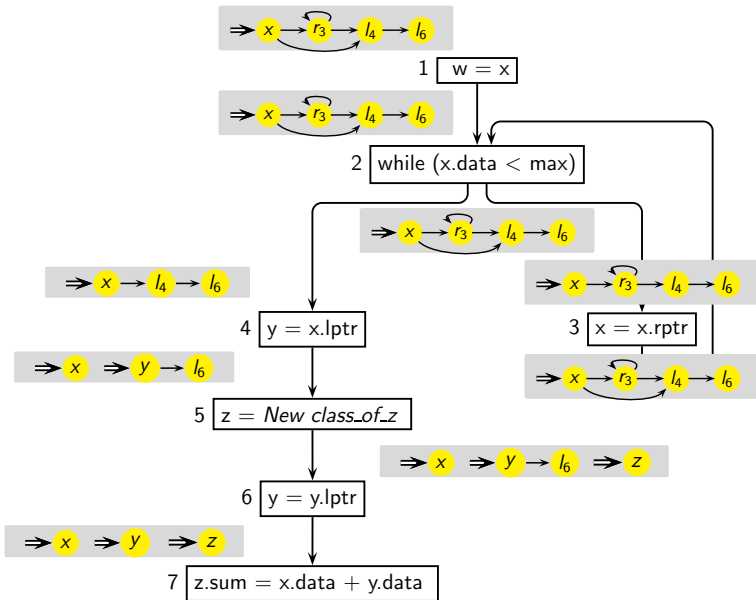 ⇒ x → r3 → l4 → l6
1 w = x
⇒ x → r3 → l4 → l6
2 while (x.data < max)
⇒ x → r3 → l4 → l6
⇒ x → l4 → l6
⇒ x → r3 → l4 → l6
4 y = x.lptr
3 x = x.rptr
⇒ x ⇒ y → l6
⇒ x → r3 → l4 → l6
5 z = New class_of_z
⇒ x ⇒ y → l6 ⇒ z
6 y = y.lptr
⇒ x ⇒ y ⇒ z
7 z.sum = x.data + y.data